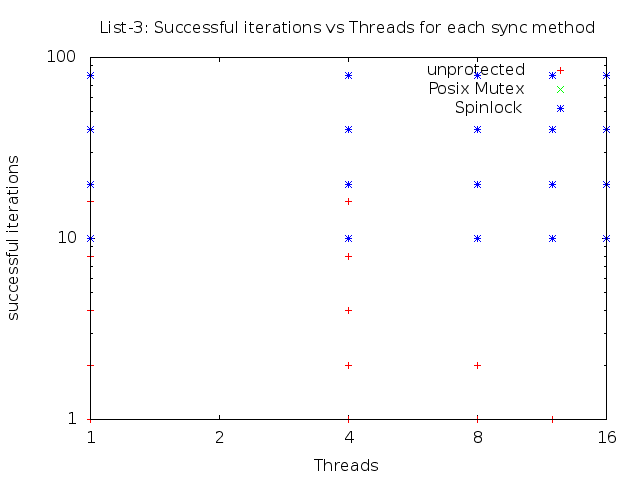 List-3: Successful iterations vs Threads for each sync method
100
unprotected
Posix Mutex
Spinlock
successful iterations
10
1
1 2 4 8 16
Threads